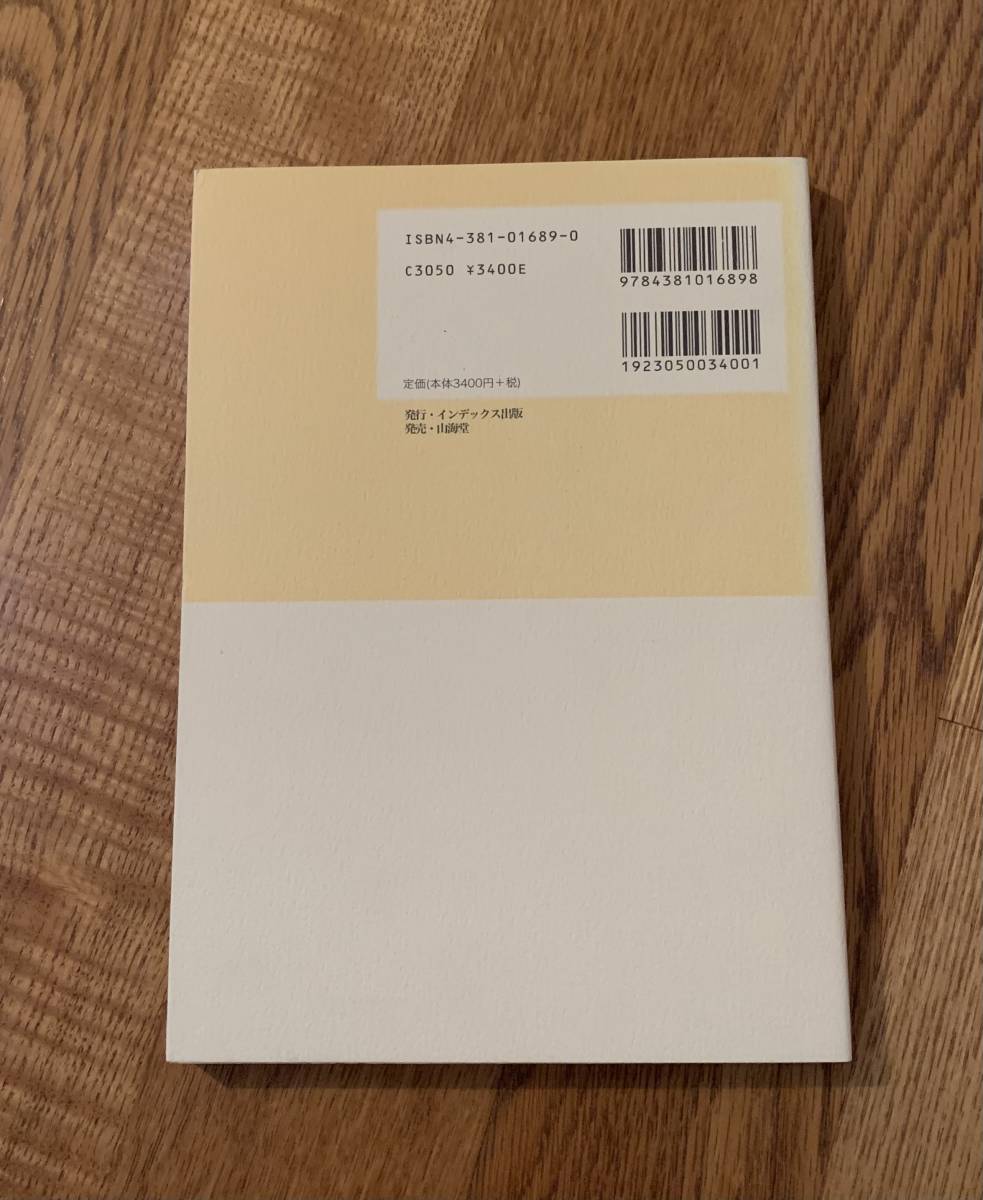 ISBN4-381-01689-0
C3050 ¥3400E
9784381016898
1923050034001
定価(本体3400円+税)
発行・インデックス出版
発売・山海堂